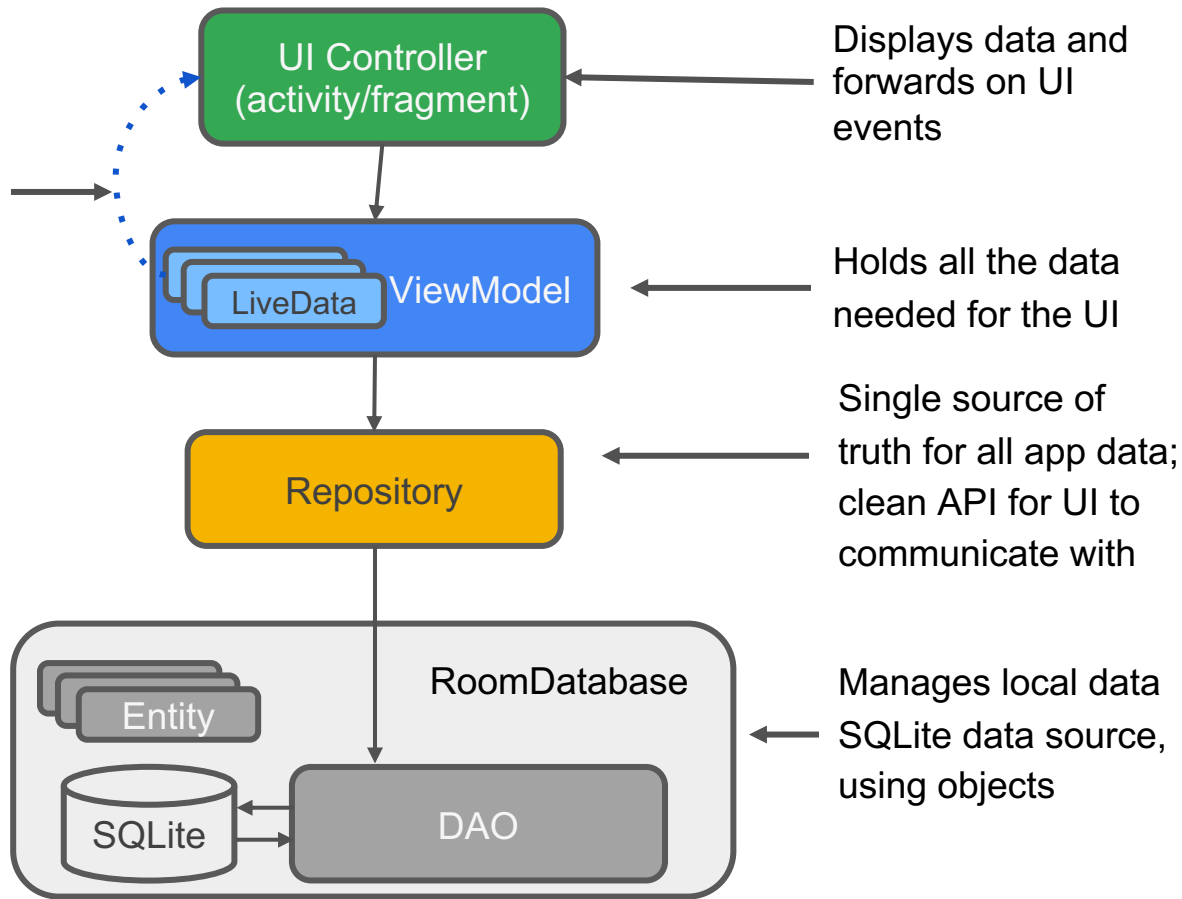 UI Controller
(activity/fragment)
Displays data and
forwards on UI
events
LiveData
ViewModel
Holds all the data
needed for the UI
Repository
Single source of
truth for all app data;
clean API for UI to
communicate with
RoomDatabase
Entity
SQLite
DAO
Manages local data
SQLite data source,
using objects